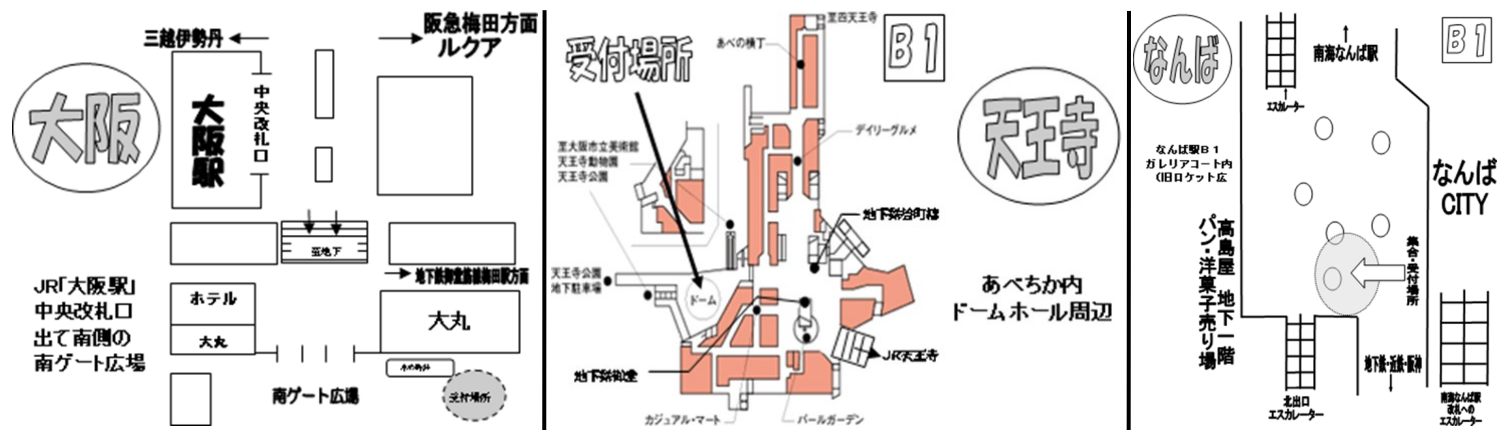 大阪
三越伊勢丹
阪急梅田方面
ルクア
大阪駅
中央改札口
至地下
地下鉄御堂筋線梅田駅方面
JR「大阪駅」
中央改札口
出て南側の
南ゲート広場
ホテル
大丸
大丸
南ゲート広場
水の時計
受付場所
受付場所
B1
天王寺
至四天王寺
あべの横丁
デイリーグルメ
至大阪市立美術館
天王寺動物園
天王寺公園
地下鉄谷町線
天王寺公園
地下駐車場
ドーム
あべちか内
ドームホール周辺
JR天王寺
カジュアル・マート
パールガーデン
なんば
B1
南海なんば駅
エスカレーター
なんば駅B1
ガレリアコート内
(旧ロケット広
なんば
CITY
高島屋 地下一階
パン・洋菓子売り場
集合・受付場所
地下鉄・近鉄・阪神
北出口
エスカレーター
南海なんば駅
改札への
エスカレーター